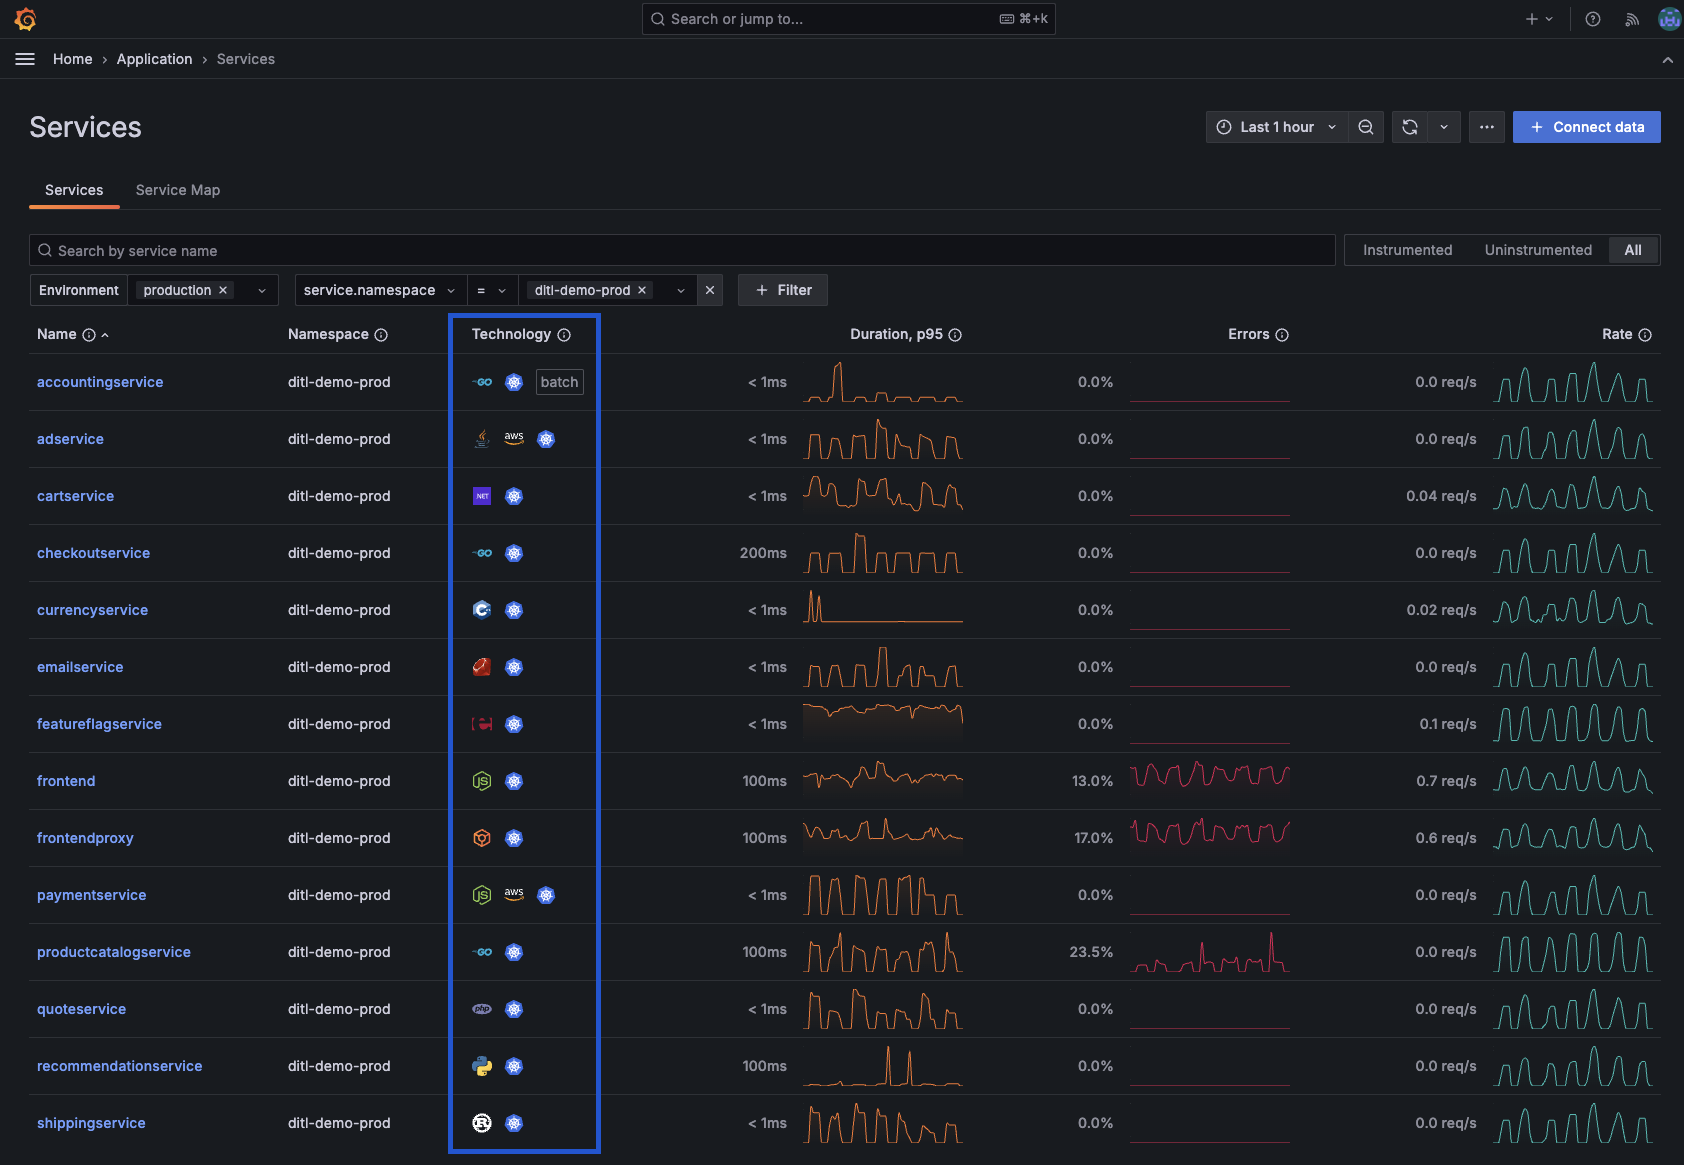 Search or jump to... ⌘+k
Home › Application › Services
Services
Last 1 hour
Connect data
Services Service Map
Search by service name Instrumented Uninstrumented All
Environment production × service.namespace = ditl-demo-prod × × + Filter
Name Namespace Technology Duration, p95 Errors Rate
accountingservice ditl-demo-prod GO batch < 1ms 0.0% 0.0 req/s
adservice ditl-demo-prod aws < 1ms 0.0% 0.0 req/s
cartservice ditl-demo-prod NET < 1ms 0.0% 0.04 req/s
checkoutservice ditl-demo-prod GO 200ms 0.0% 0.0 req/s
currencyservice ditl-demo-prod C < 1ms 0.0% 0.02 req/s
emailservice ditl-demo-prod < 1ms 0.0% 0.0 req/s
featureflagservice ditl-demo-prod < 1ms 0.0% 0.1 req/s
frontend ditl-demo-prod JS 100ms 13.0% 0.7 req/s
frontendproxy ditl-demo-prod 100ms 17.0% 0.6 req/s
paymentservice ditl-demo-prod JS aws < 1ms 0.0% 0.0 req/s
productcatalogservice ditl-demo-prod GO 100ms 23.5% 0.0 req/s
quoteservice ditl-demo-prod php < 1ms 0.0% 0.0 req/s
recommendationservice ditl-demo-prod 100ms 0.0% 0.0 req/s
shippingservice ditl-demo-prod R < 1ms 0.0% 0.0 req/s